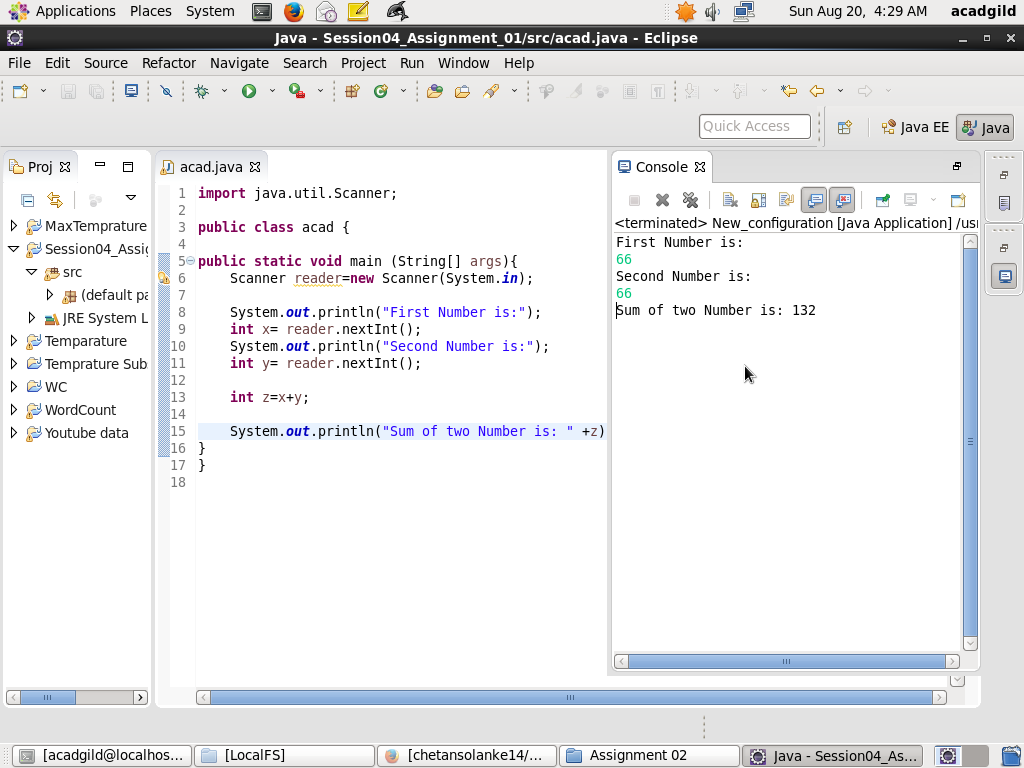 Applications Places System Sun Aug 20, 4:29 AM acadgild
Java - Session04_Assignment_01/src/acad.java - Eclipse
File Edit Source Refactor Navigate Search Project Run Window Help
Quick Access Java EE Java
Proj
MaxTemprature
Session04_Assig
src
(default pa
JRE System L
Temparature
Temprature Sub
WC
WordCount
Youtube data
acad.java
1 import java.util.Scanner;
2
3 public class acad {
4
5 public static void main (String[] args){
6 Scanner reader=new Scanner(System.in);
7
8 System.out.println("First Number is:");
9 int x= reader.nextInt();
10 System.out.println("Second Number is:");
11 int y= reader.nextInt();
12
13 int z=x+y;
14
15 System.out.println("Sum of two Number is: " +z)
16 }
17 }
18
Console
<terminated> New_configuration [Java Application] /usr
First Number is:
66
Second Number is:
66
Sum of two Number is: 132
[acadgild@localhos... [LocalFS] [chetansolanke14/... Assignment 02 Java - Session04_As...